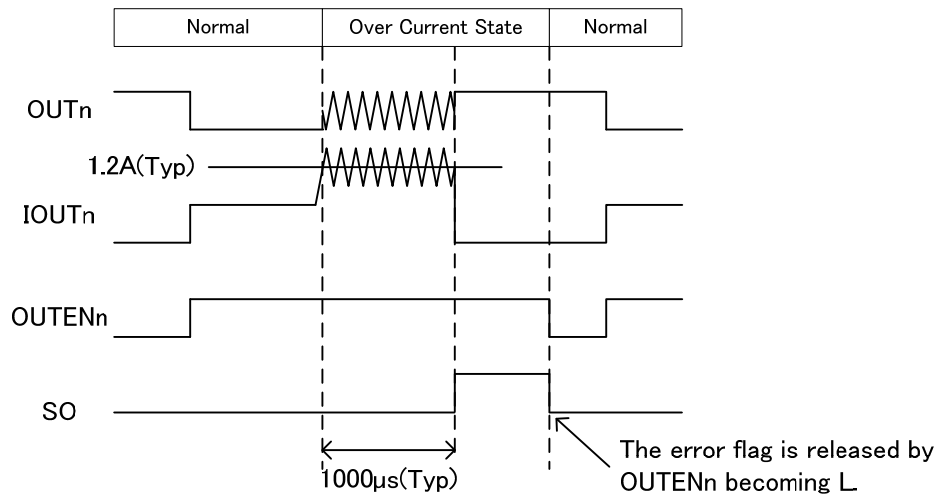 Normal
Over Current State
Normal
OUTn
1.2A(Typ)
IOUTn
OUTENn
SO
1000μs(Typ)
The error flag is released by
OUTENn becoming L.